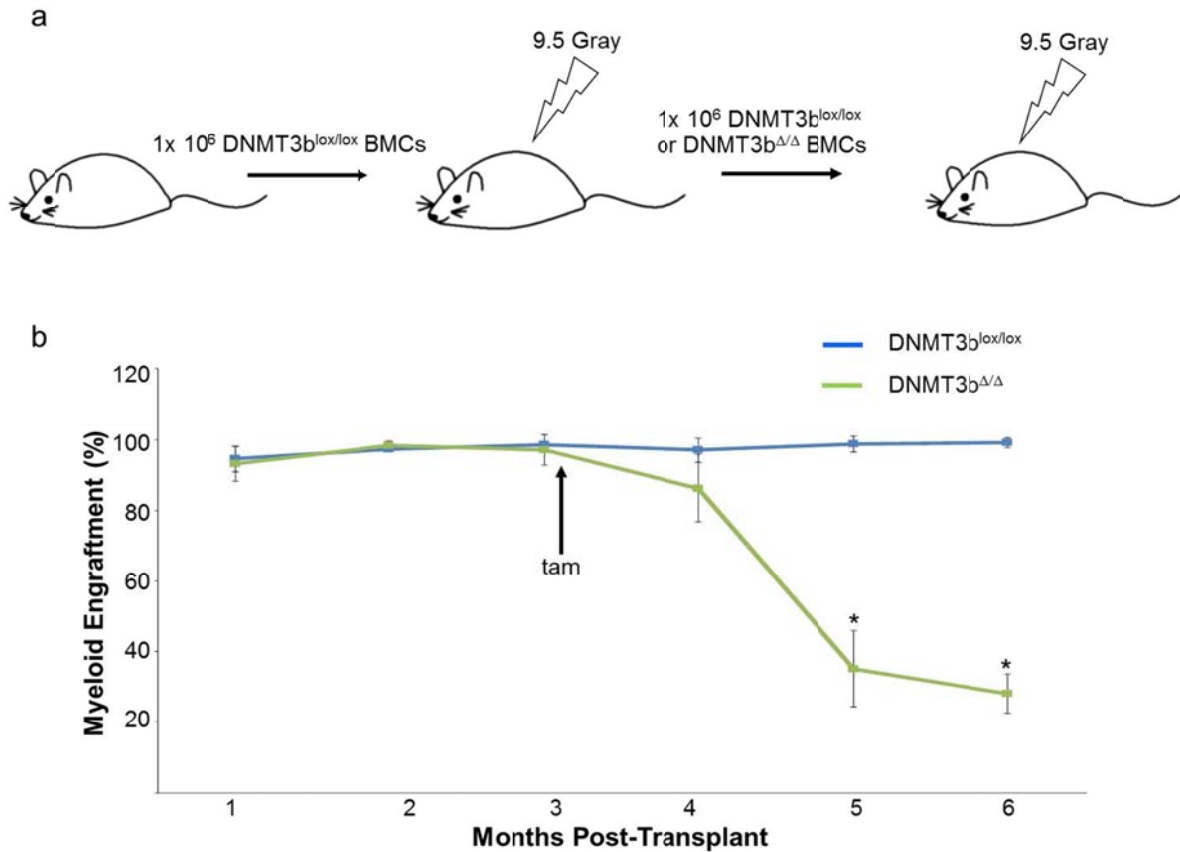 a
9.5 Gray
9.5 Gray
1x 10⁶ DNMT3b^lox/lox BMCs
1x 10⁶ DNMT3b^lox/lox
or DNMT3b^Δ/Δ BMCs
b
DNMT3b^lox/lox
DNMT3b^Δ/Δ
120
100
80
60
40
20
Myeloid Engraftment (%)
tam
*
*
1 2 3 4 5 6
Months Post-Transplant